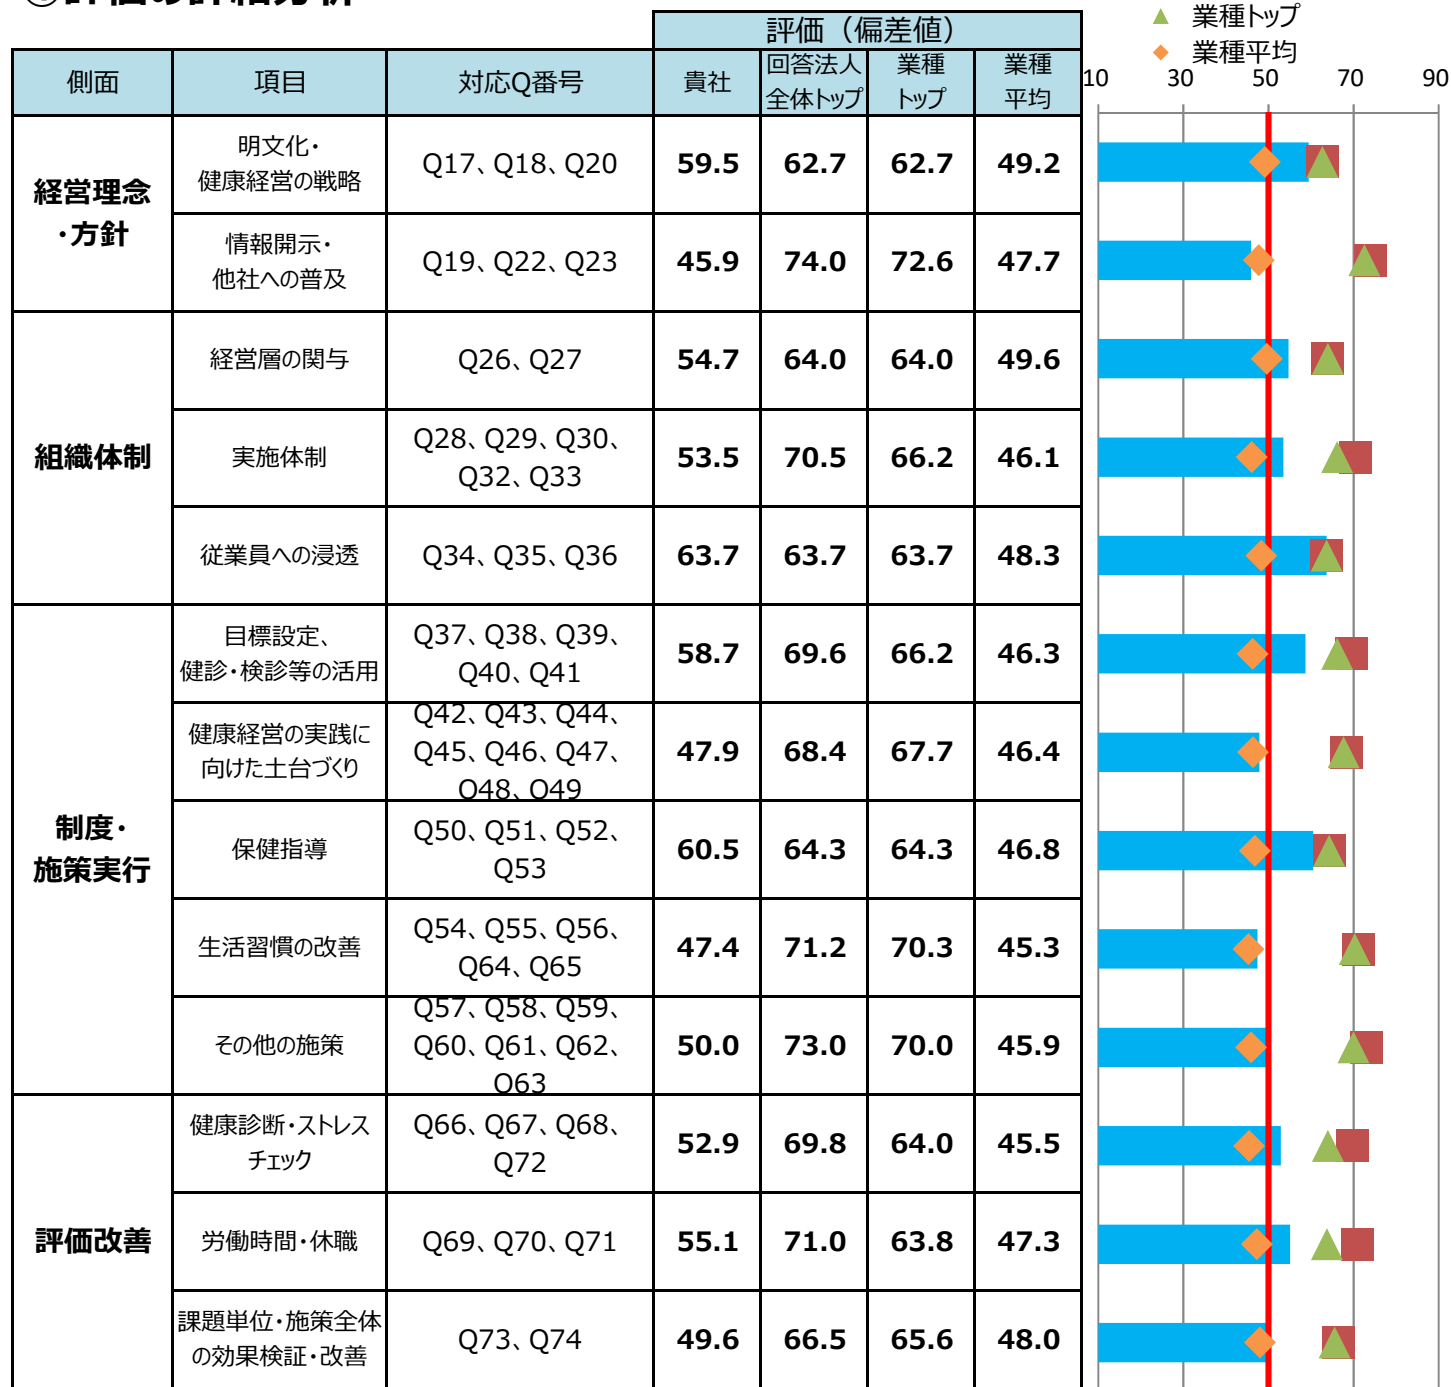 評価の詳細分析
▲ 業種トップ
◆ 業種平均
評価（偏差値）
側面 項目 対応Q番号 貴社 回答法人 業種 業種
全体トップ トップ 平均
10 30 50 70 90
経営理念
・方針
明文化・
健康経営の戦略
Q17、Q18、Q20 59.5 62.7 62.7 49.2
情報開示・
他社への普及
Q19、Q22、Q23 45.9 74.0 72.6 47.7
組織体制
経営層の関与 Q26、Q27 54.7 64.0 64.0 49.6
実施体制
Q28、Q29、Q30、
Q32、Q33
53.5 70.5 66.2 46.1
従業員への浸透 Q34、Q35、Q36 63.7 63.7 63.7 48.3
制度・
施策実行
目標設定、
健診・検診等の活用
Q37、Q38、Q39、
Q40、Q41
58.7 69.6 66.2 46.3
健康経営の実践に
向けた土台づくり
Q42、Q43、Q44、
Q45、Q46、Q47、
Q48、Q49
47.9 68.4 67.7 46.4
保健指導
Q50、Q51、Q52、
Q53
60.5 64.3 64.3 46.8
生活習慣の改善
Q54、Q55、Q56、
Q64、Q65
47.4 71.2 70.3 45.3
その他の施策
Q57、Q58、Q59、
Q60、Q61、Q62、
Q63
50.0 73.0 70.0 45.9
評価改善
健康診断・ストレス
チェック
Q66、Q67、Q68、
Q72
52.9 69.8 64.0 45.5
労働時間・休職 Q69、Q70、Q71 55.1 71.0 63.8 47.3
課題単位・施策全体
の効果検証・改善
Q73、Q74 49.6 66.5 65.6 48.0